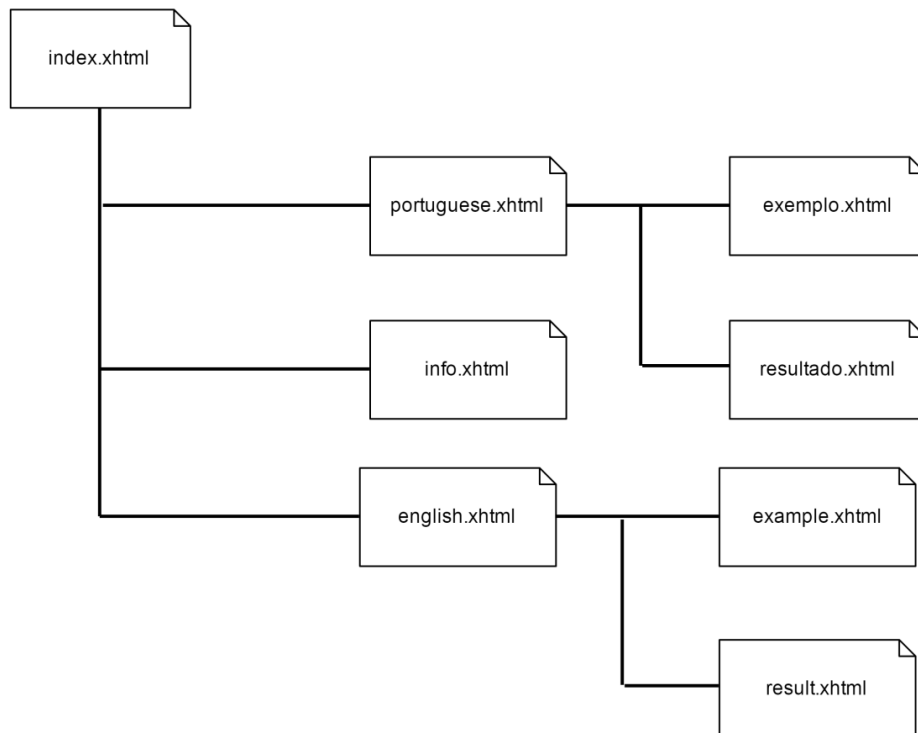 index.xhtml
portuguese.xhtml
exemplo.xhtml
info.xhtml
resultado.xhtml
english.xhtml
example.xhtml
result.xhtml